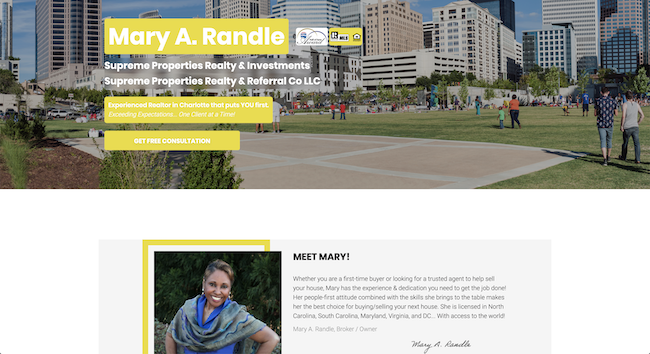 Mary A. Randle
Supreme Properties Realty & Investments
Supreme Properties Realty & Referral Co LLC
Experienced Realtor in Charlotte that puts YOU first.
Exceeding Expectations... One Client at a Time!
GET FREE CONSULTATION
MEET MARY!
Whether you are a first-time buyer or looking for a trusted agent to help sell
your house, Mary has the experience & dedication you need to get the job done!
Her people-first attitude combined with the skills she brings to the table makes
her the best choice for buying/selling your next house. She is licensed in North
Carolina, South Carolina, Maryland, Virginia, and DC... With access to the world!
Mary A. Randle, Broker / Owner
Mary A. Randle